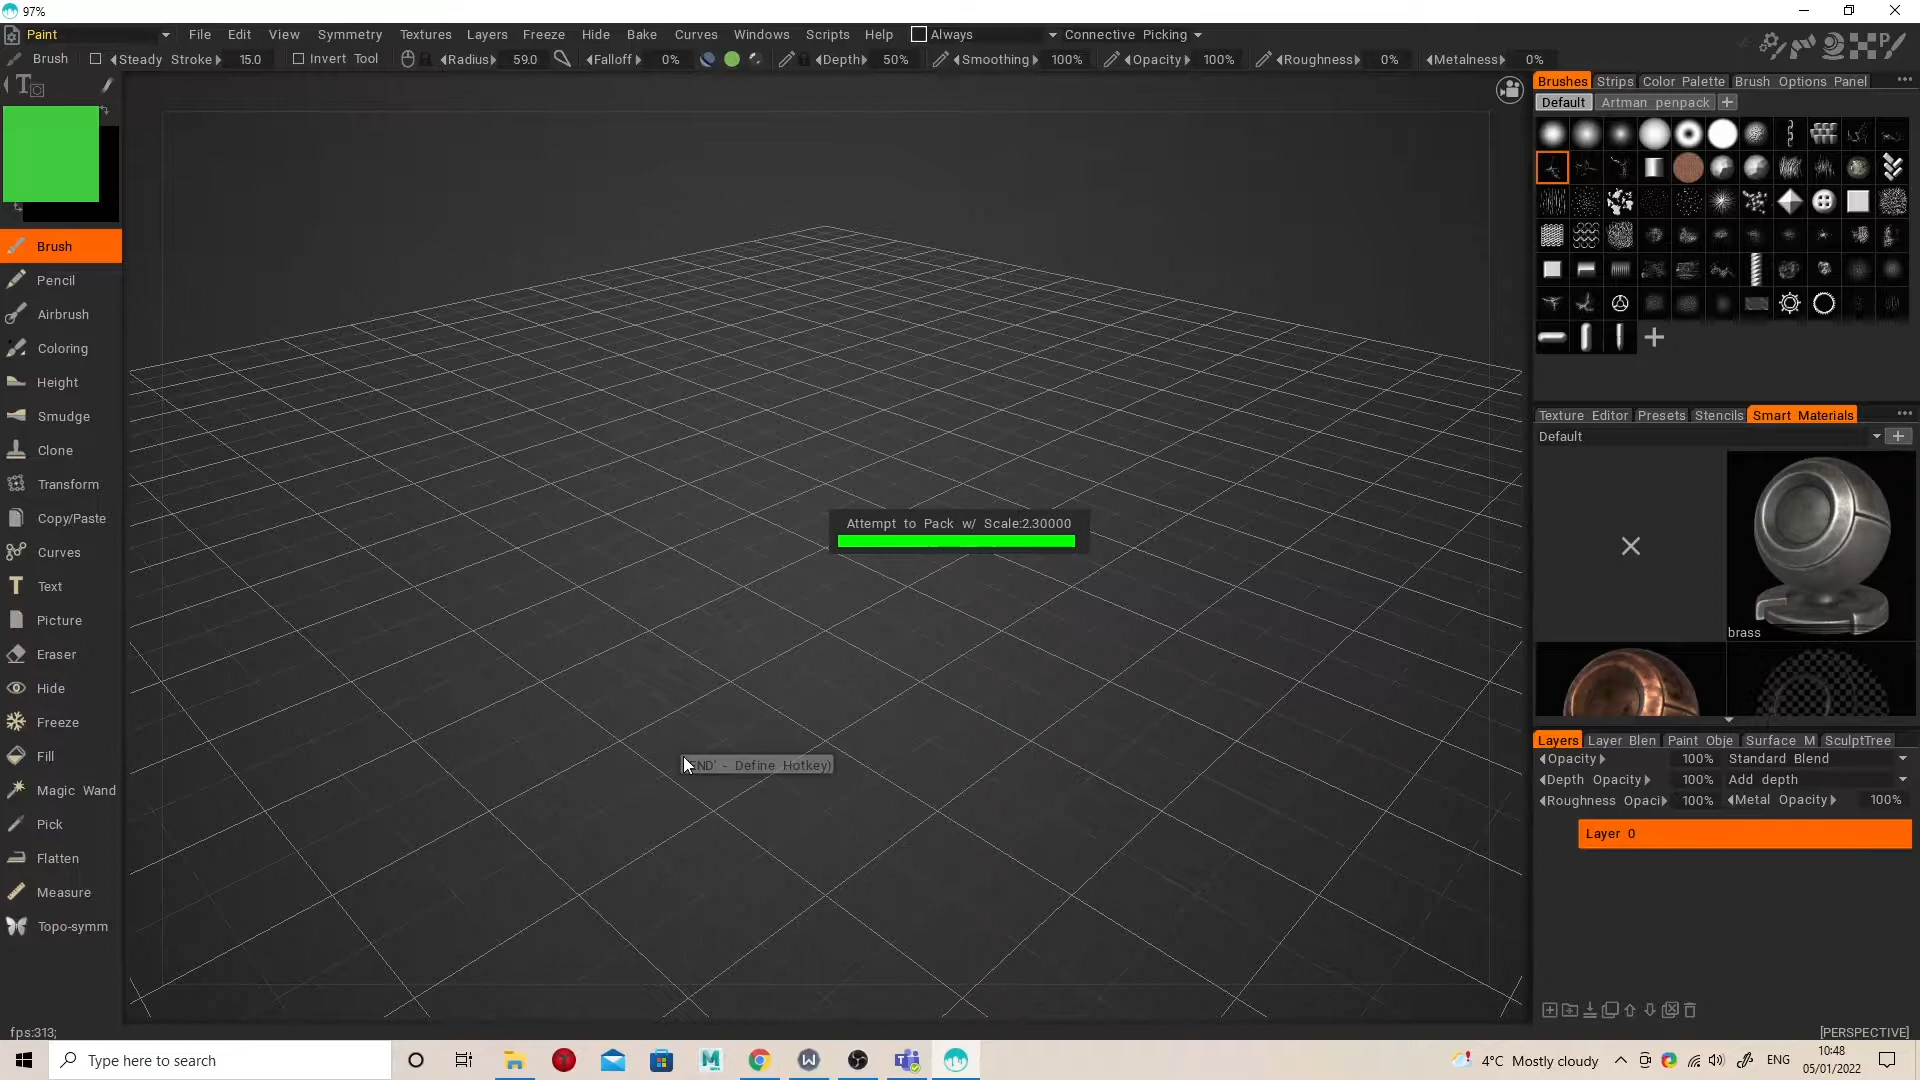 97%
Paint File Edit View Symmetry Textures Layers Freeze Hide Bake Curves Windows Scripts Help Always Connective Picking
Brush Steady Stroke 15.0 Invert Tool Radius 59.0 Falloff 0% Depth 50% Smoothing 100% Opacity 100% Roughness 0% Metalness 0%
Brushes Strips Color Palette Brush Options Panel
Default Artman penpack
Brush
Pencil
Airbrush
Coloring
Height
Smudge
Clone
Transform
Copy/Paste
Curves
Text
Picture
Eraser
Hide
Freeze
Fill
Magic Wand
Pick
Flatten
Measure
Topo-symm
Attempt to Pack w/ Scale:2.30000
END' - Define Hotkey)
Texture Editor Presets Stencils Smart Materials
Default
brass
Layers Layer Blen Paint Obje Surface M SculptTree
Opacity 100% Standard Blend
Depth Opacity 100% Add depth
Roughness Opaci 100% Metal Opacity 100%
Layer 0
fps:313;
[PERSPECTIVE]
Type here to search
4°C Mostly cloudy
ENG
10:48
05/01/2022